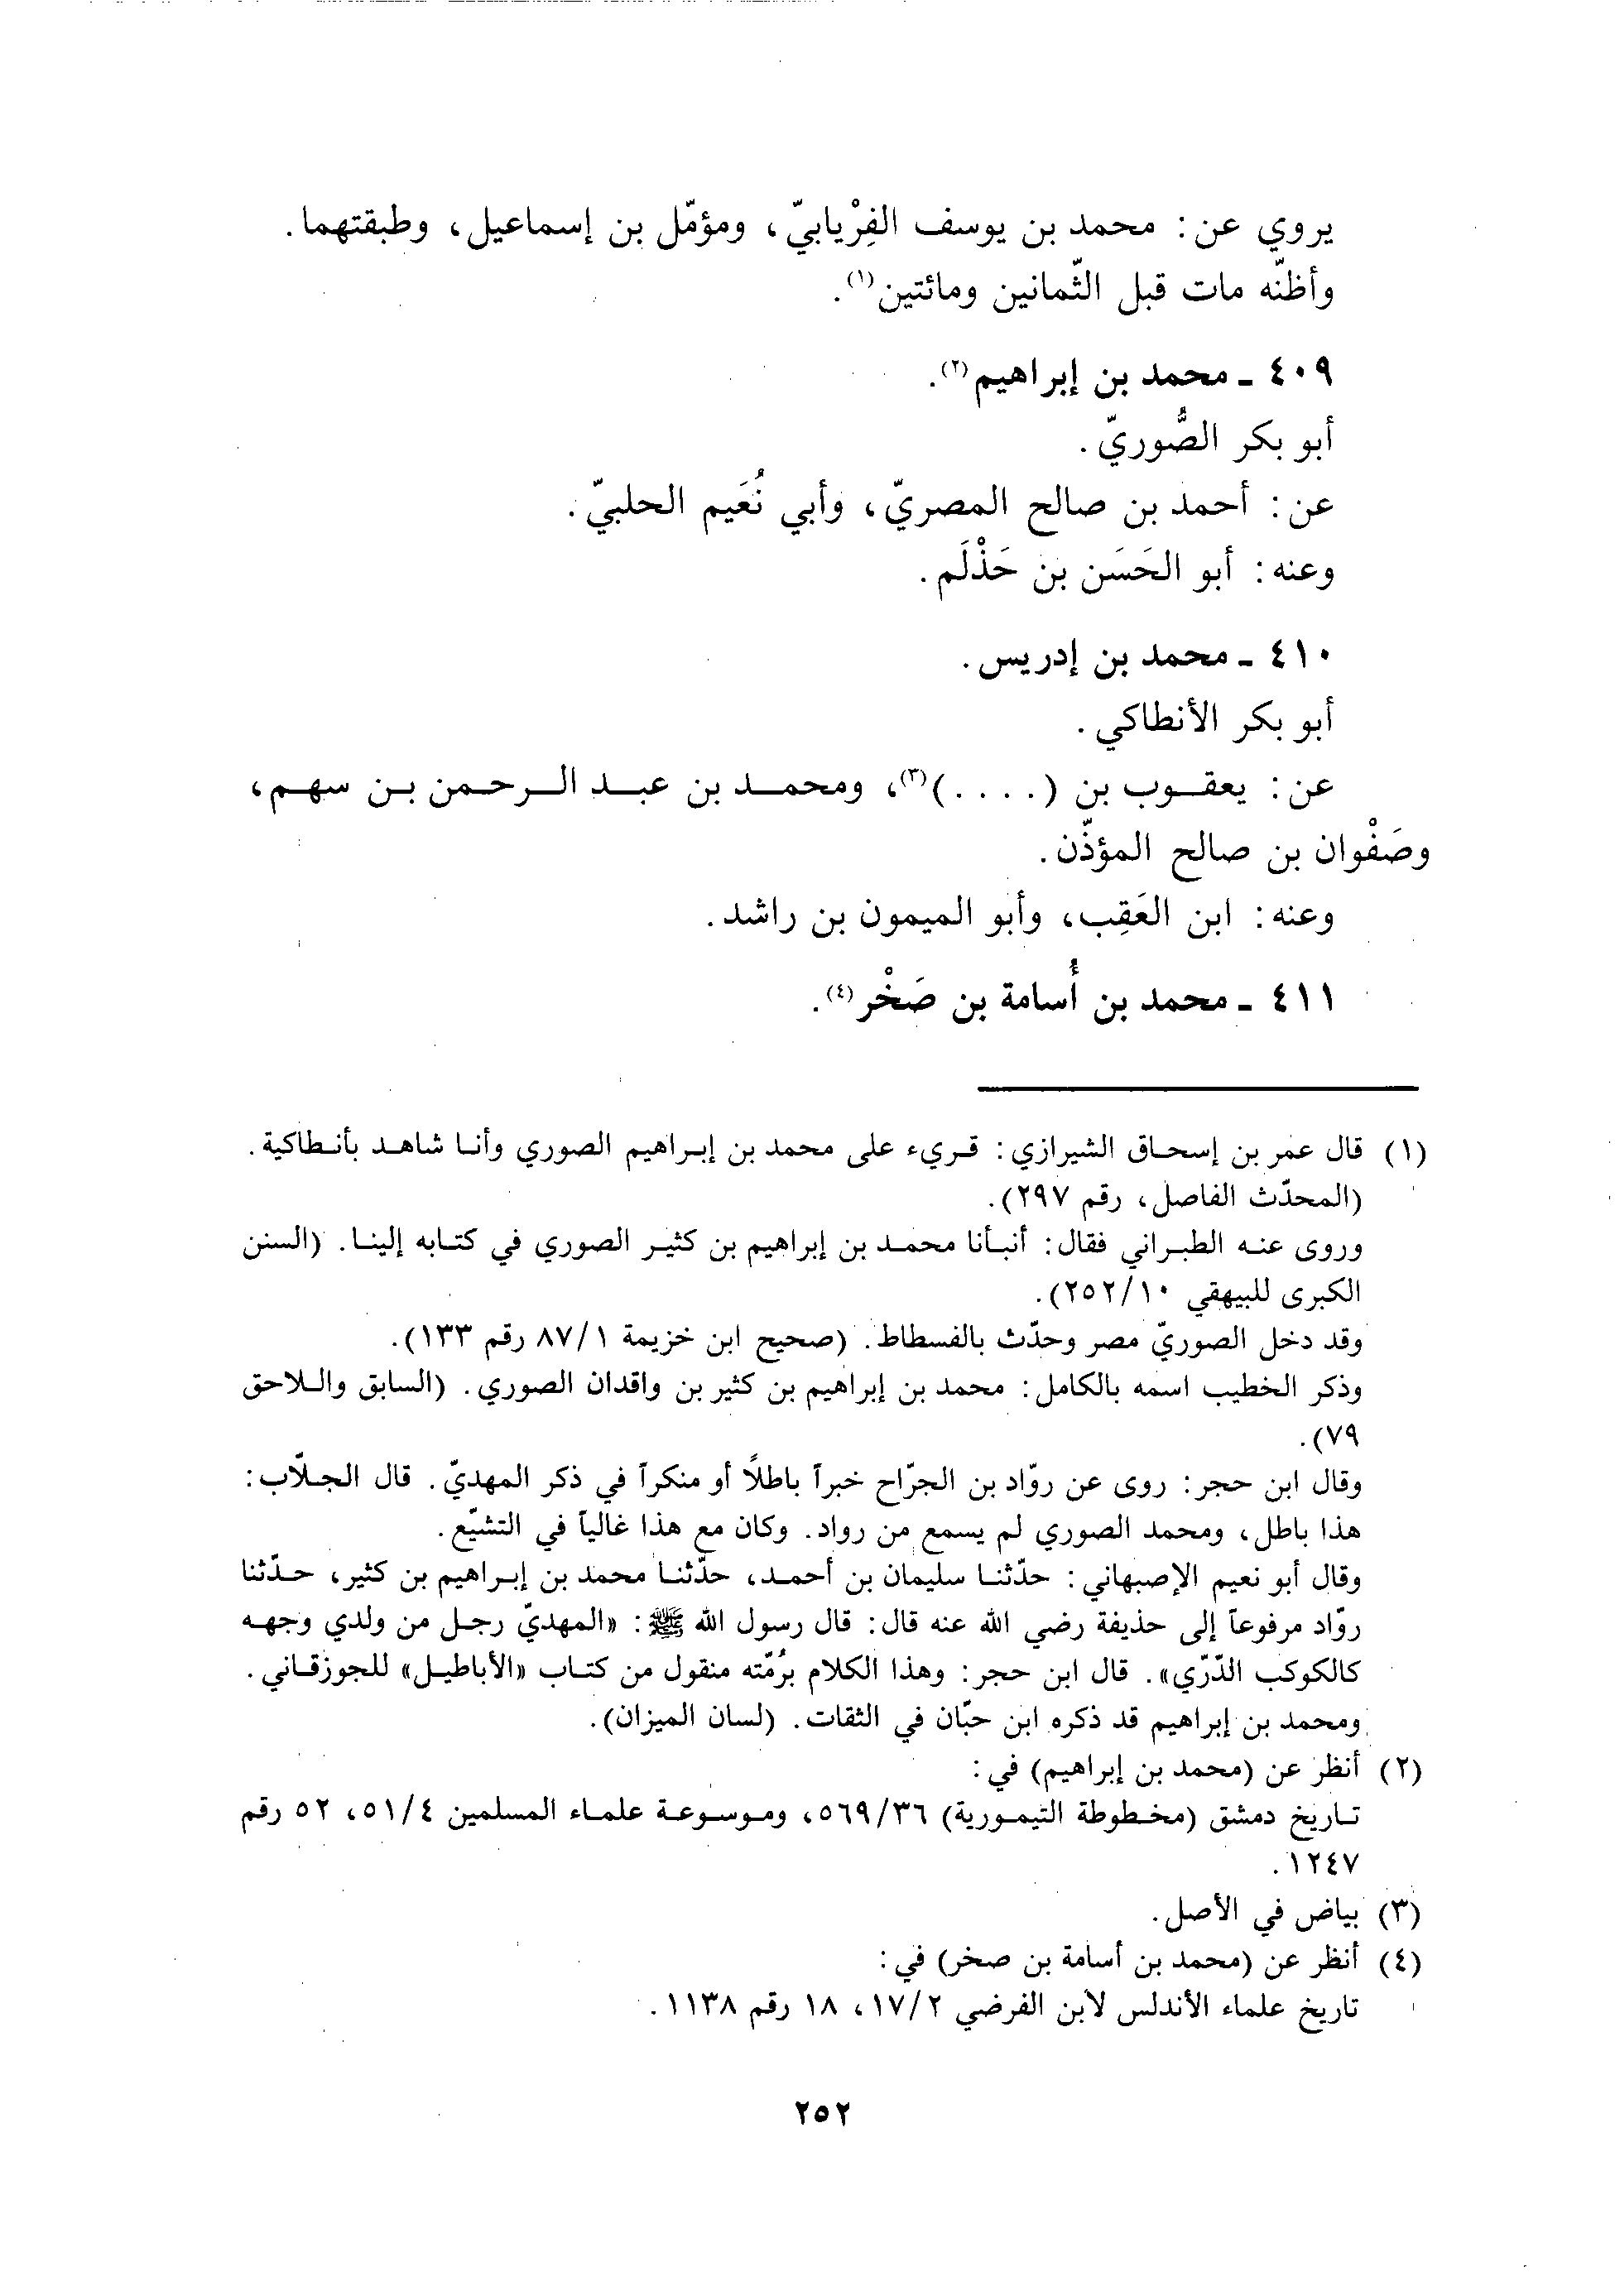 يروي عن: محمد بن يوسف الفِرْيابيّ، ومؤمّل بن إسماعيل، وطبقتهما.
وأظنّه مات قبل الثّمانين ومائتين(١).
٤٠٩ ـ محمد بن إبراهيم(٢).
أبو بكر الصُّوريّ.
عن: أحمد بن صالح المصريّ، وأبي نُعَيم الحلبيّ.
وعنه: أبو الحَسَن بن حَذْلَم.
٤١٠ ـ محمد بن إدريس.
أبو بكر الأنطاكي.
عن: يعقوب بن (....)(٣)، ومحمد بن عبد الرحمن بن سهم،
وصَفْوان بن صالح المؤذّن.
وعنه: ابن العَقِب، وأبو الميمون بن راشد.
٤١١ ـ محمد بن أُسامة بن صَخْر(٤).
(١) قال عمر بن إسحاق الشيرازي: قريء على محمد بن إبراهيم الصوري وأنا شاهد بأنطاكية.
(المحدّث الفاصل، رقم ٢٩٧).
وروى عنه الطبراني فقال: أنبأنا محمد بن إبراهيم بن كثير الصوري في كتابه إلينا. (السنن
الكبرى للبيهقي ٢٥٢/١٠).
وقد دخل الصوريّ مصر وحدّث بالفسطاط. (صحيح ابن خزيمة ٨٧/١ رقم ١٣٣).
وذكر الخطيب اسمه بالكامل: محمد بن إبراهيم بن كثير بن واقدان الصوري. (السابق واللاحق
٧٩).
وقال ابن حجر: روى عن روّاد بن الجرّاح خبراً باطلًا أو منكراً في ذكر المهديّ. قال الجلّاب:
هذا باطل، ومحمد الصوري لم يسمع من رواد. وكان مع هذا غالياً في التشيّع.
وقال أبو نعيم الإصبهاني: حدّثنا سليمان بن أحمد، حدّثنا محمد بن إبراهيم بن كثير، حدّثنا
روّاد مرفوعاً إلى حذيفة رضي الله عنه قال: قال رسول الله ﷺ: «المهديّ رجل من ولدي وجهه
كالكوكب الدّرّي». قال ابن حجر: وهذا الكلام برُمّته منقول من كتاب «الأباطيل» للجوزقاني.
ومحمد بن إبراهيم قد ذكره ابن حبّان في الثقات. (لسان الميزان).
(٢) أنظر عن (محمد بن إبراهيم) في:
تاريخ دمشق (مخطوطة التيمورية) ٥٦٩/٣٦، وموسوعة علماء المسلمين ٥١/٤، ٥٢ رقم
١٢٤٧.
(٣) بياض في الأصل.
(٤) أنظر عن (محمد بن أسامة بن صخر) في:
تاريخ علماء الأندلس لابن الفرضي ١٧/٢، ١٨ رقم ١١٣٨.
٢٥٢